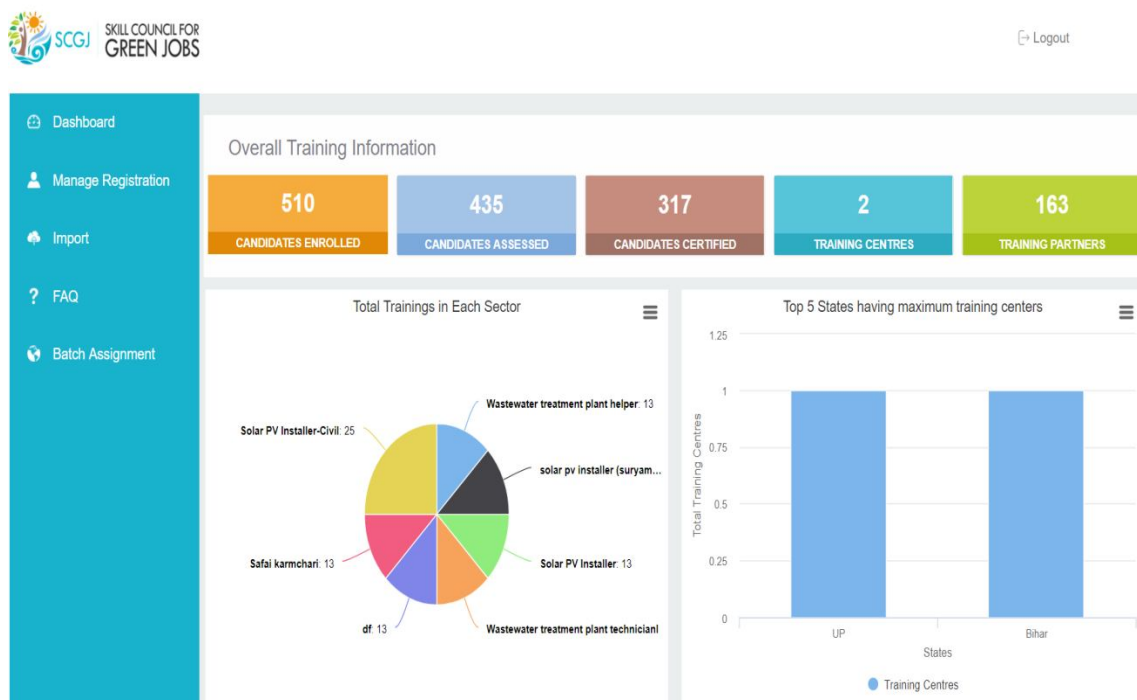 SCGJ
SKILL COUNCIL FOR
GREEN JOBS
Logout
Dashboard
Manage Registration
Import
FAQ
Batch Assignment
Overall Training Information
510
CANDIDATES ENROLLED
435
CANDIDATES ASSESSED
317
CANDIDATES CERTIFIED
2
TRAINING CENTRES
163
TRAINING PARTNERS
Total Trainings in Each Sector
Wastewater treatment plant helper: 13
Solar PV Installer-Civil: 25
solar pv installer (suryam...
Safai karmchari: 13
Solar PV Installer: 13
df: 13
Wastewater treatment plant technicianl
Top 5 States having maximum training centers
1.25
1
0.75
0.5
0.25
0
Total Training Centres
UP
Bihar
States
Training Centres